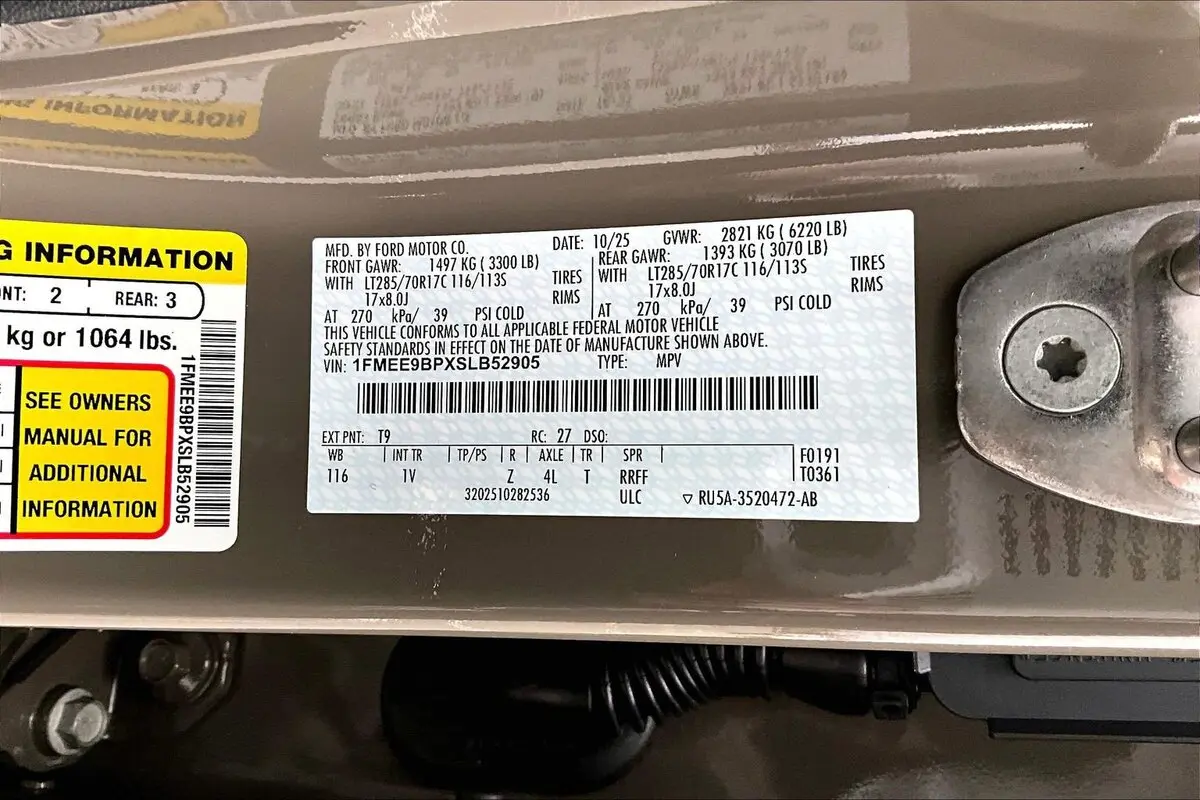 G INFORMATION
NT: 2 REAR: 3
kg or 1064 lbs.
SEE OWNERS
MANUAL FOR
ADDITIONAL
INFORMATION
1FMEE9BPXSLB52905
MFD. BY FORD MOTOR CO. DATE: 10/25 GVWR: 2821 KG ( 6220 LB)
FRONT GAWR: 1497 KG ( 3300 LB) REAR GAWR: 1393 KG ( 3070 LB)
WITH LT285/70R17C 116/113S TIRES WITH LT285/70R17C 116/113S TIRES
17x8.0J RIMS 17x8.0J RIMS
AT 270 kPa/ 39 PSI COLD AT 270 kPa/ 39 PSI COLD
THIS VEHICLE CONFORMS TO ALL APPLICABLE FEDERAL MOTOR VEHICLE
SAFETY STANDARDS IN EFFECT ON THE DATE OF MANUFACTURE SHOWN ABOVE.
VIN: 1FMEE9BPXSLB52905 TYPE: MPV
EXT PNT: T9 RC: 27 DSO:
WB INT TR TP/PS R AXLE TR SPR F0191
116 1V Z 4L T RRFF T0361
3202510282536 ULC ▽ RU5A-3520472-AB